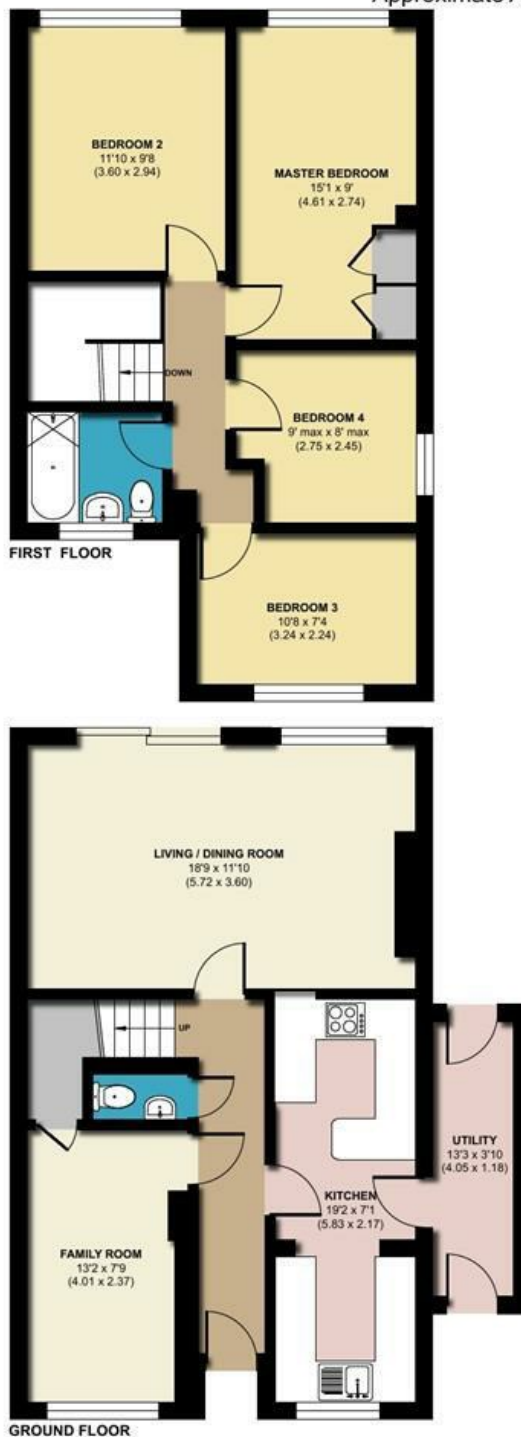 BEDROOM 2
11'10 x 9'8
(3.60 x 2.94)
MASTER BEDROOM
15'1 x 9'
(4.61 x 2.74)
DOWN
BEDROOM 4
9' max x 8' max
(2.75 x 2.45)
FIRST FLOOR
BEDROOM 3
10'8 x 7'4
(3.24 x 2.24)
LIVING / DINING ROOM
18'9 x 11'10
(5.72 x 3.60)
UP
UTILITY
13'3 x 3'10
(4.05 x 1.18)
KITCHEN
19'2 x 7'1
(5.83 x 2.17)
FAMILY ROOM
13'2 x 7'9
(4.01 x 2.37)
GROUND FLOOR